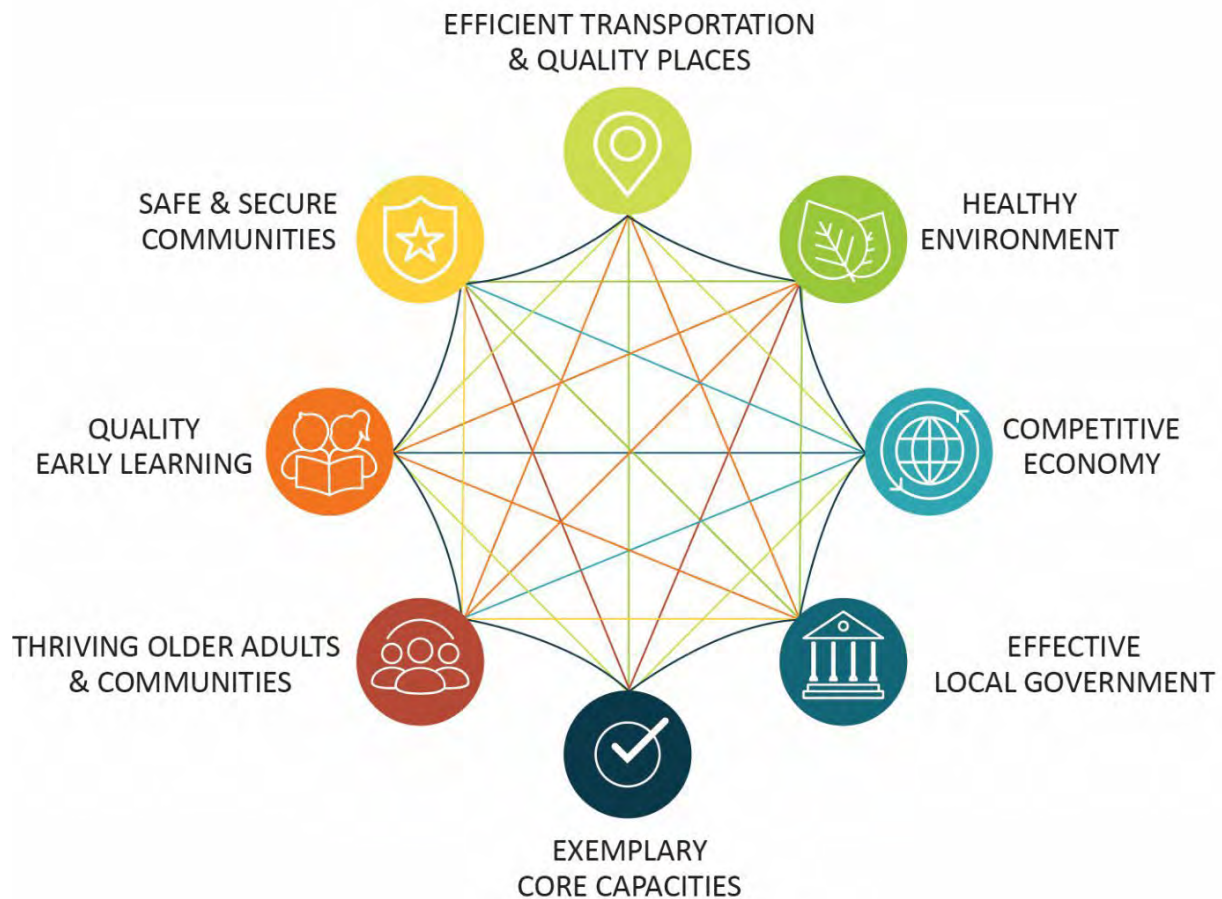 EFFICIENT TRANSPORTATION
& QUALITY PLACES
SAFE & SECURE
COMMUNITIES
HEALTHY
ENVIRONMENT
QUALITY
EARLY LEARNING
COMPETITIVE
ECONOMY
THRIVING OLDER ADULTS
& COMMUNITIES
EFFECTIVE
LOCAL GOVERNMENT
EXEMPLARY
CORE CAPACITIES